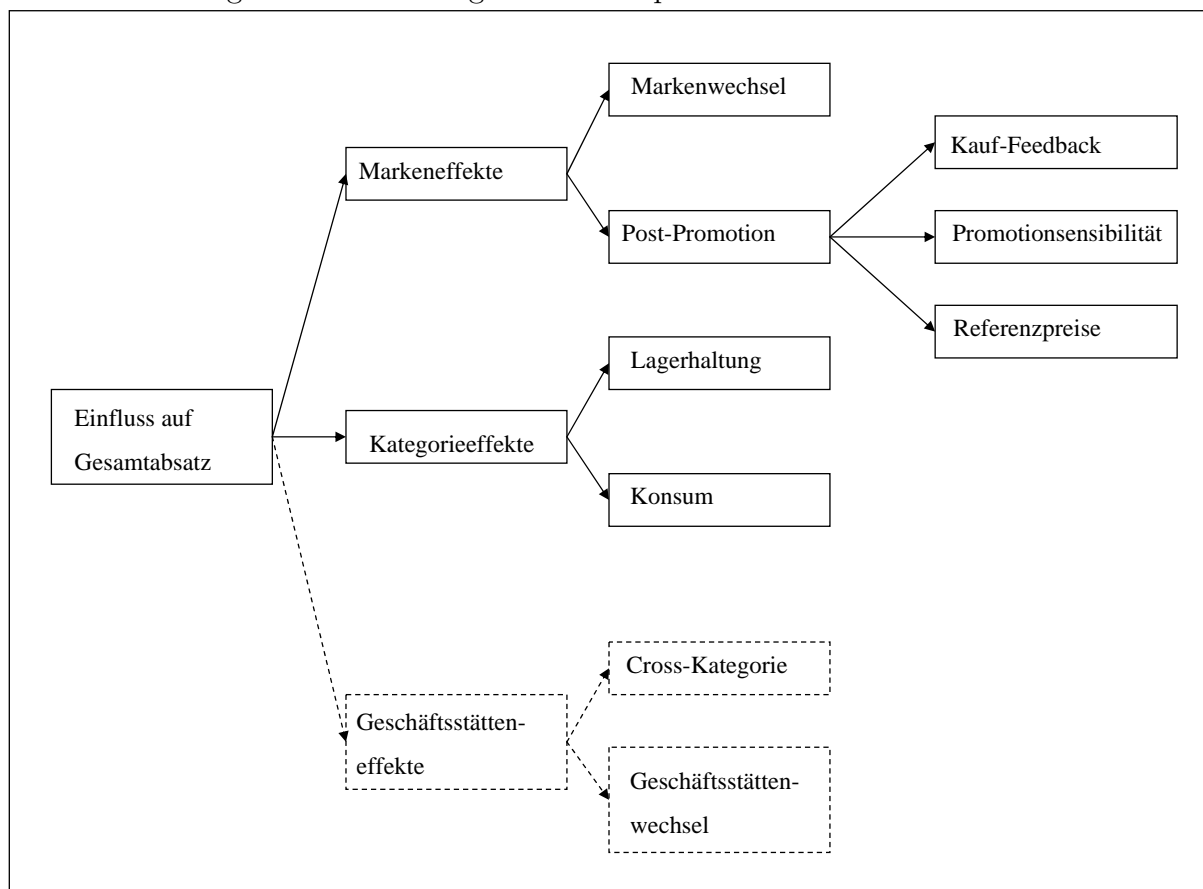 Markenwechsel
Kauf-Feedback
Markeneffekte
Post-Promotion
Promotionsensibilität
Referenzpreise
Lagerhaltung
Einfluss auf
Gesamtabsatz
Kategorieeffekte
Konsum
Cross-Kategorie
Geschäftsstätten-
effekte
Geschäftsstätten-
wechsel